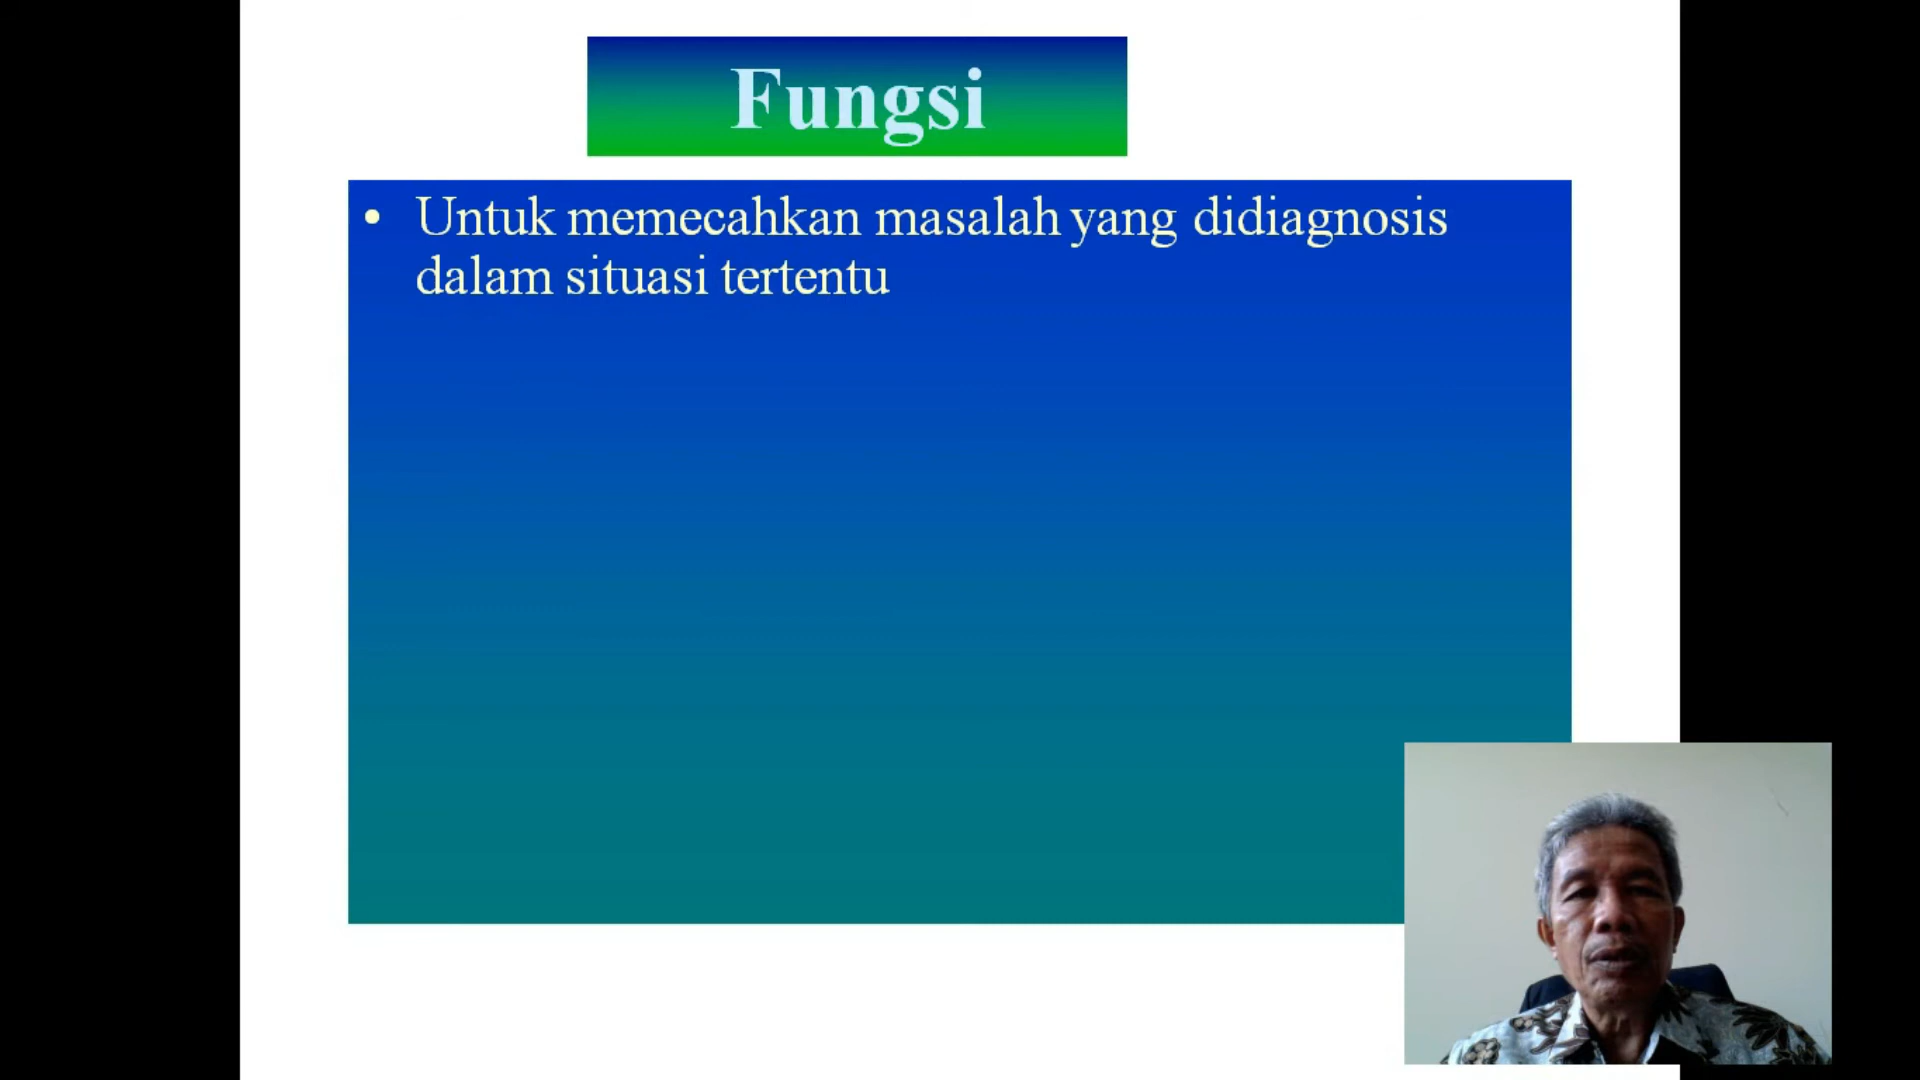 Fungsi
• Untuk memecahkan masalah yang didiagnosis
dalam situasi tertentu